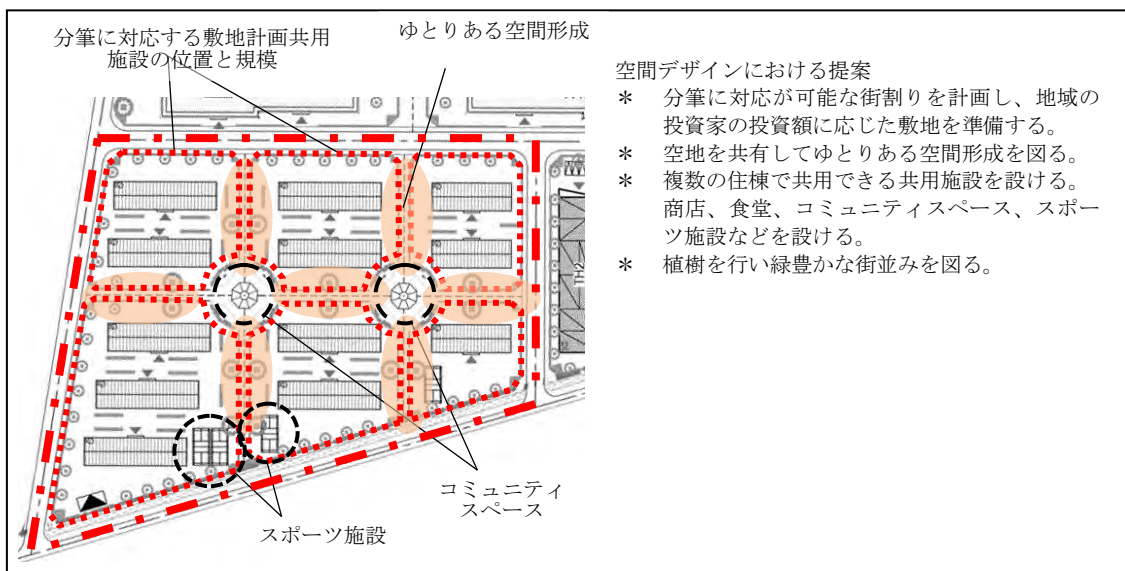 分筆に対応する敷地計画共用
施設の位置と規模
ゆとりある空間形成
空間デザインにおける提案
* 分筆に対応が可能な街割りを計画し、地域の
投資家の投資額に応じた敷地を準備する。
* 空地を共有してゆとりある空間形成を図る。
* 複数の住棟で共用できる共用施設を設ける。
商店、食堂、コミュニティスペース、スポー
ツ施設などを設ける。
* 植樹を行い緑豊かな街並みを図る。
TH2
コミュニティ
スペース
スポーツ施設